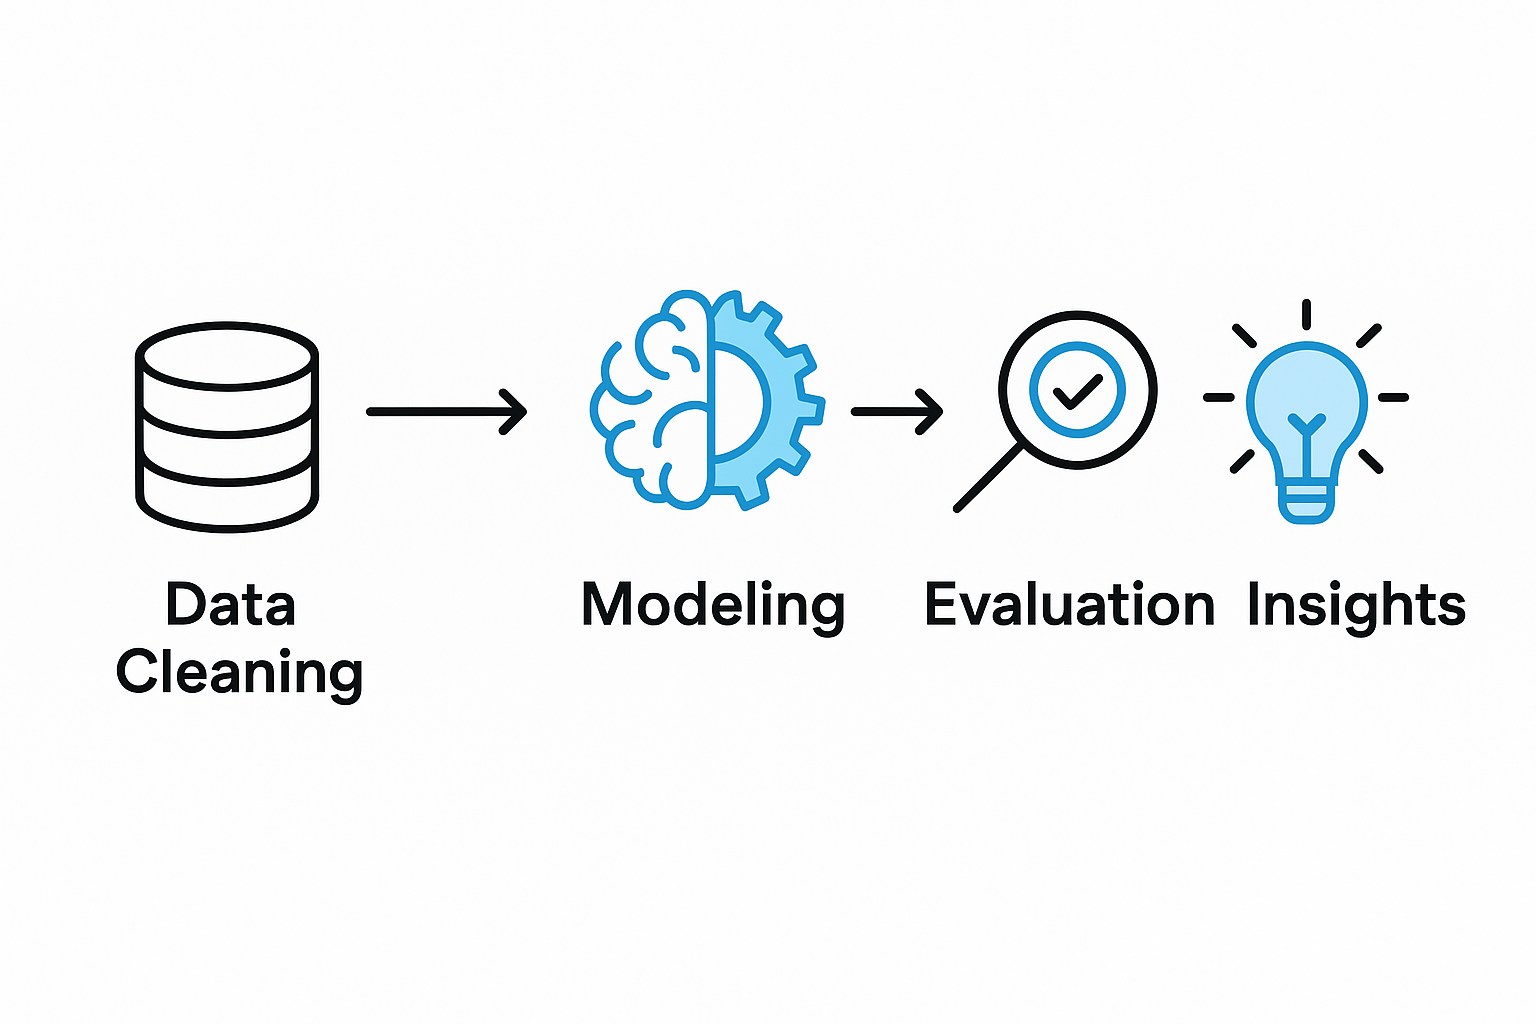 Data
Cleaning
Modeling
Evaluation
Insights